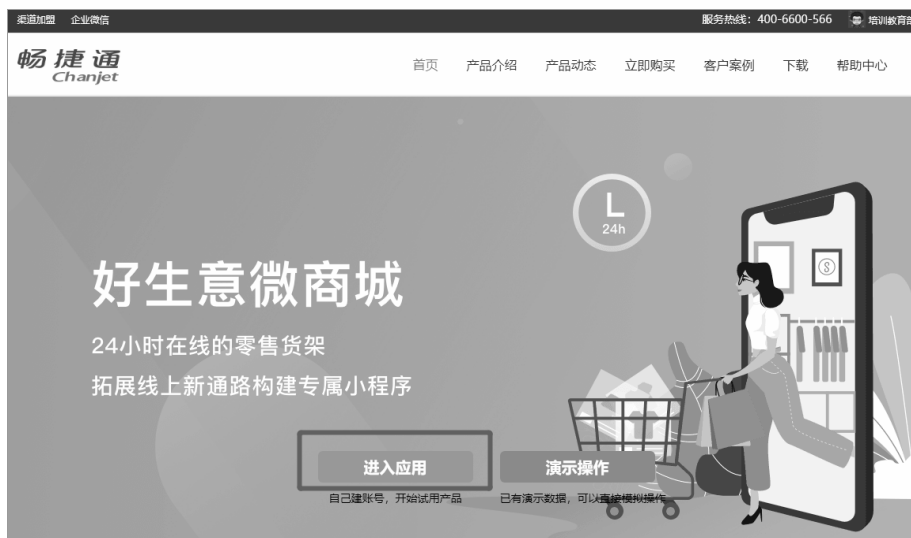 渠道加盟 企业微信 服务热线：400-6600-566
畅捷通
Chanjet
首页 产品介绍 产品动态 立即购买 客户案例 下载 帮助中心
L
24h
好生意微商城
24小时在线的零售货架
拓展线上新通路构建专属小程序
进入应用 演示操作
自己建账号，开始试用产品 已有演示数据，可以直接模拟操作